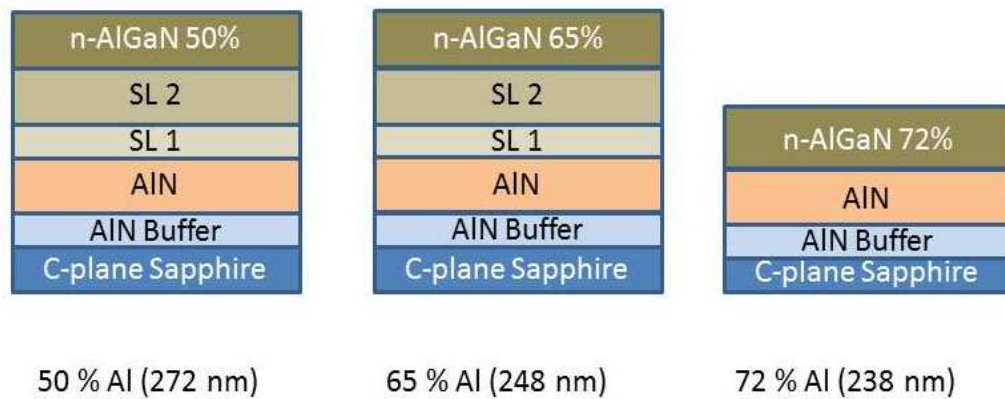 n-AlGaN 50%
SL 2
SL 1
AlN
AlN Buffer
C-plane Sapphire
50 % Al (272 nm)
n-AlGaN 65%
SL 2
SL 1
AlN
AlN Buffer
C-plane Sapphire
65 % Al (248 nm)
n-AlGaN 72%
AlN
AlN Buffer
C-plane Sapphire
72 % Al (238 nm)